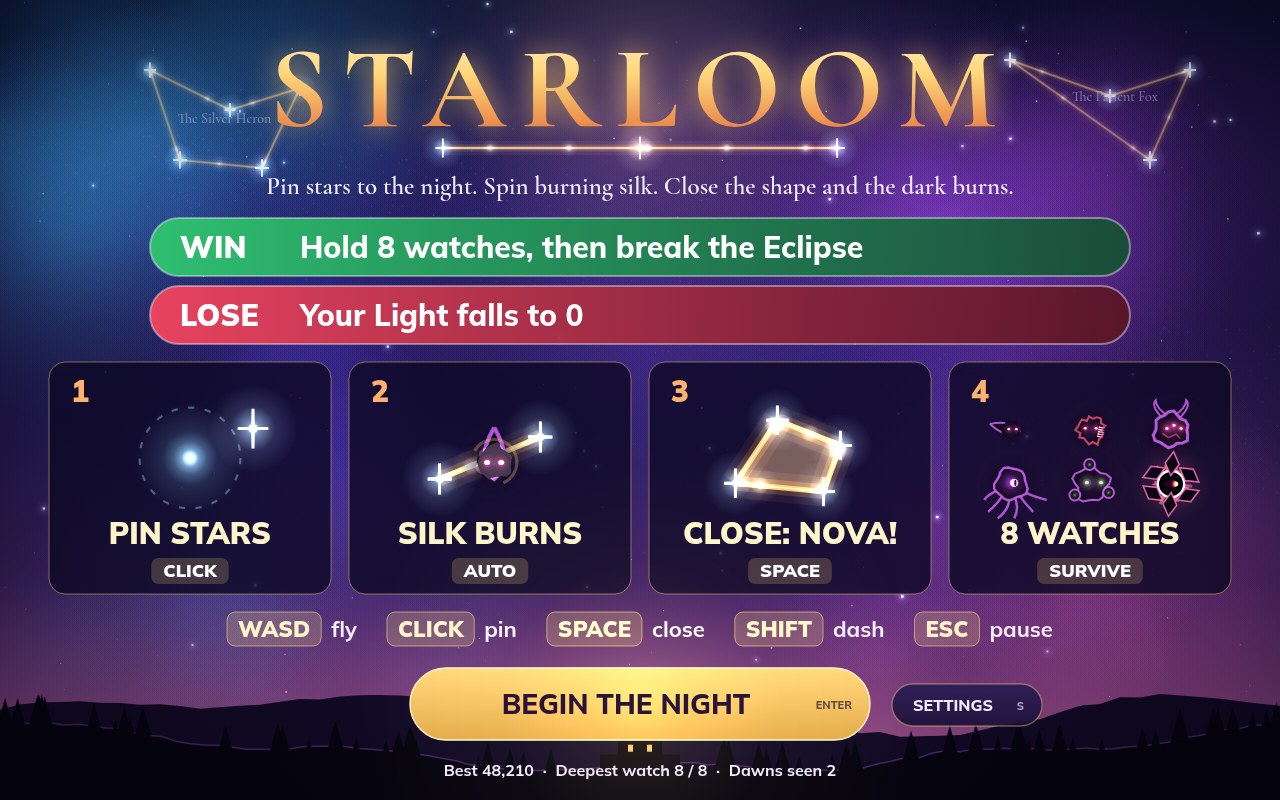 STARLOOM
The Silver Heron
The Patient Fox
Pin stars to the night. Spin burning silk. Close the shape and the dark burns.
WIN Hold 8 watches, then break the Eclipse
LOSE Your Light falls to 0
1
PIN STARS
CLICK
2
SILK BURNS
AUTO
3
CLOSE: NOVA!
SPACE
4
8 WATCHES
SURVIVE
WASD fly CLICK pin SPACE close SHIFT dash ESC pause
BEGIN THE NIGHT ENTER
SETTINGS S
Best 48,210 · Deepest watch 8 / 8 · Dawns seen 2